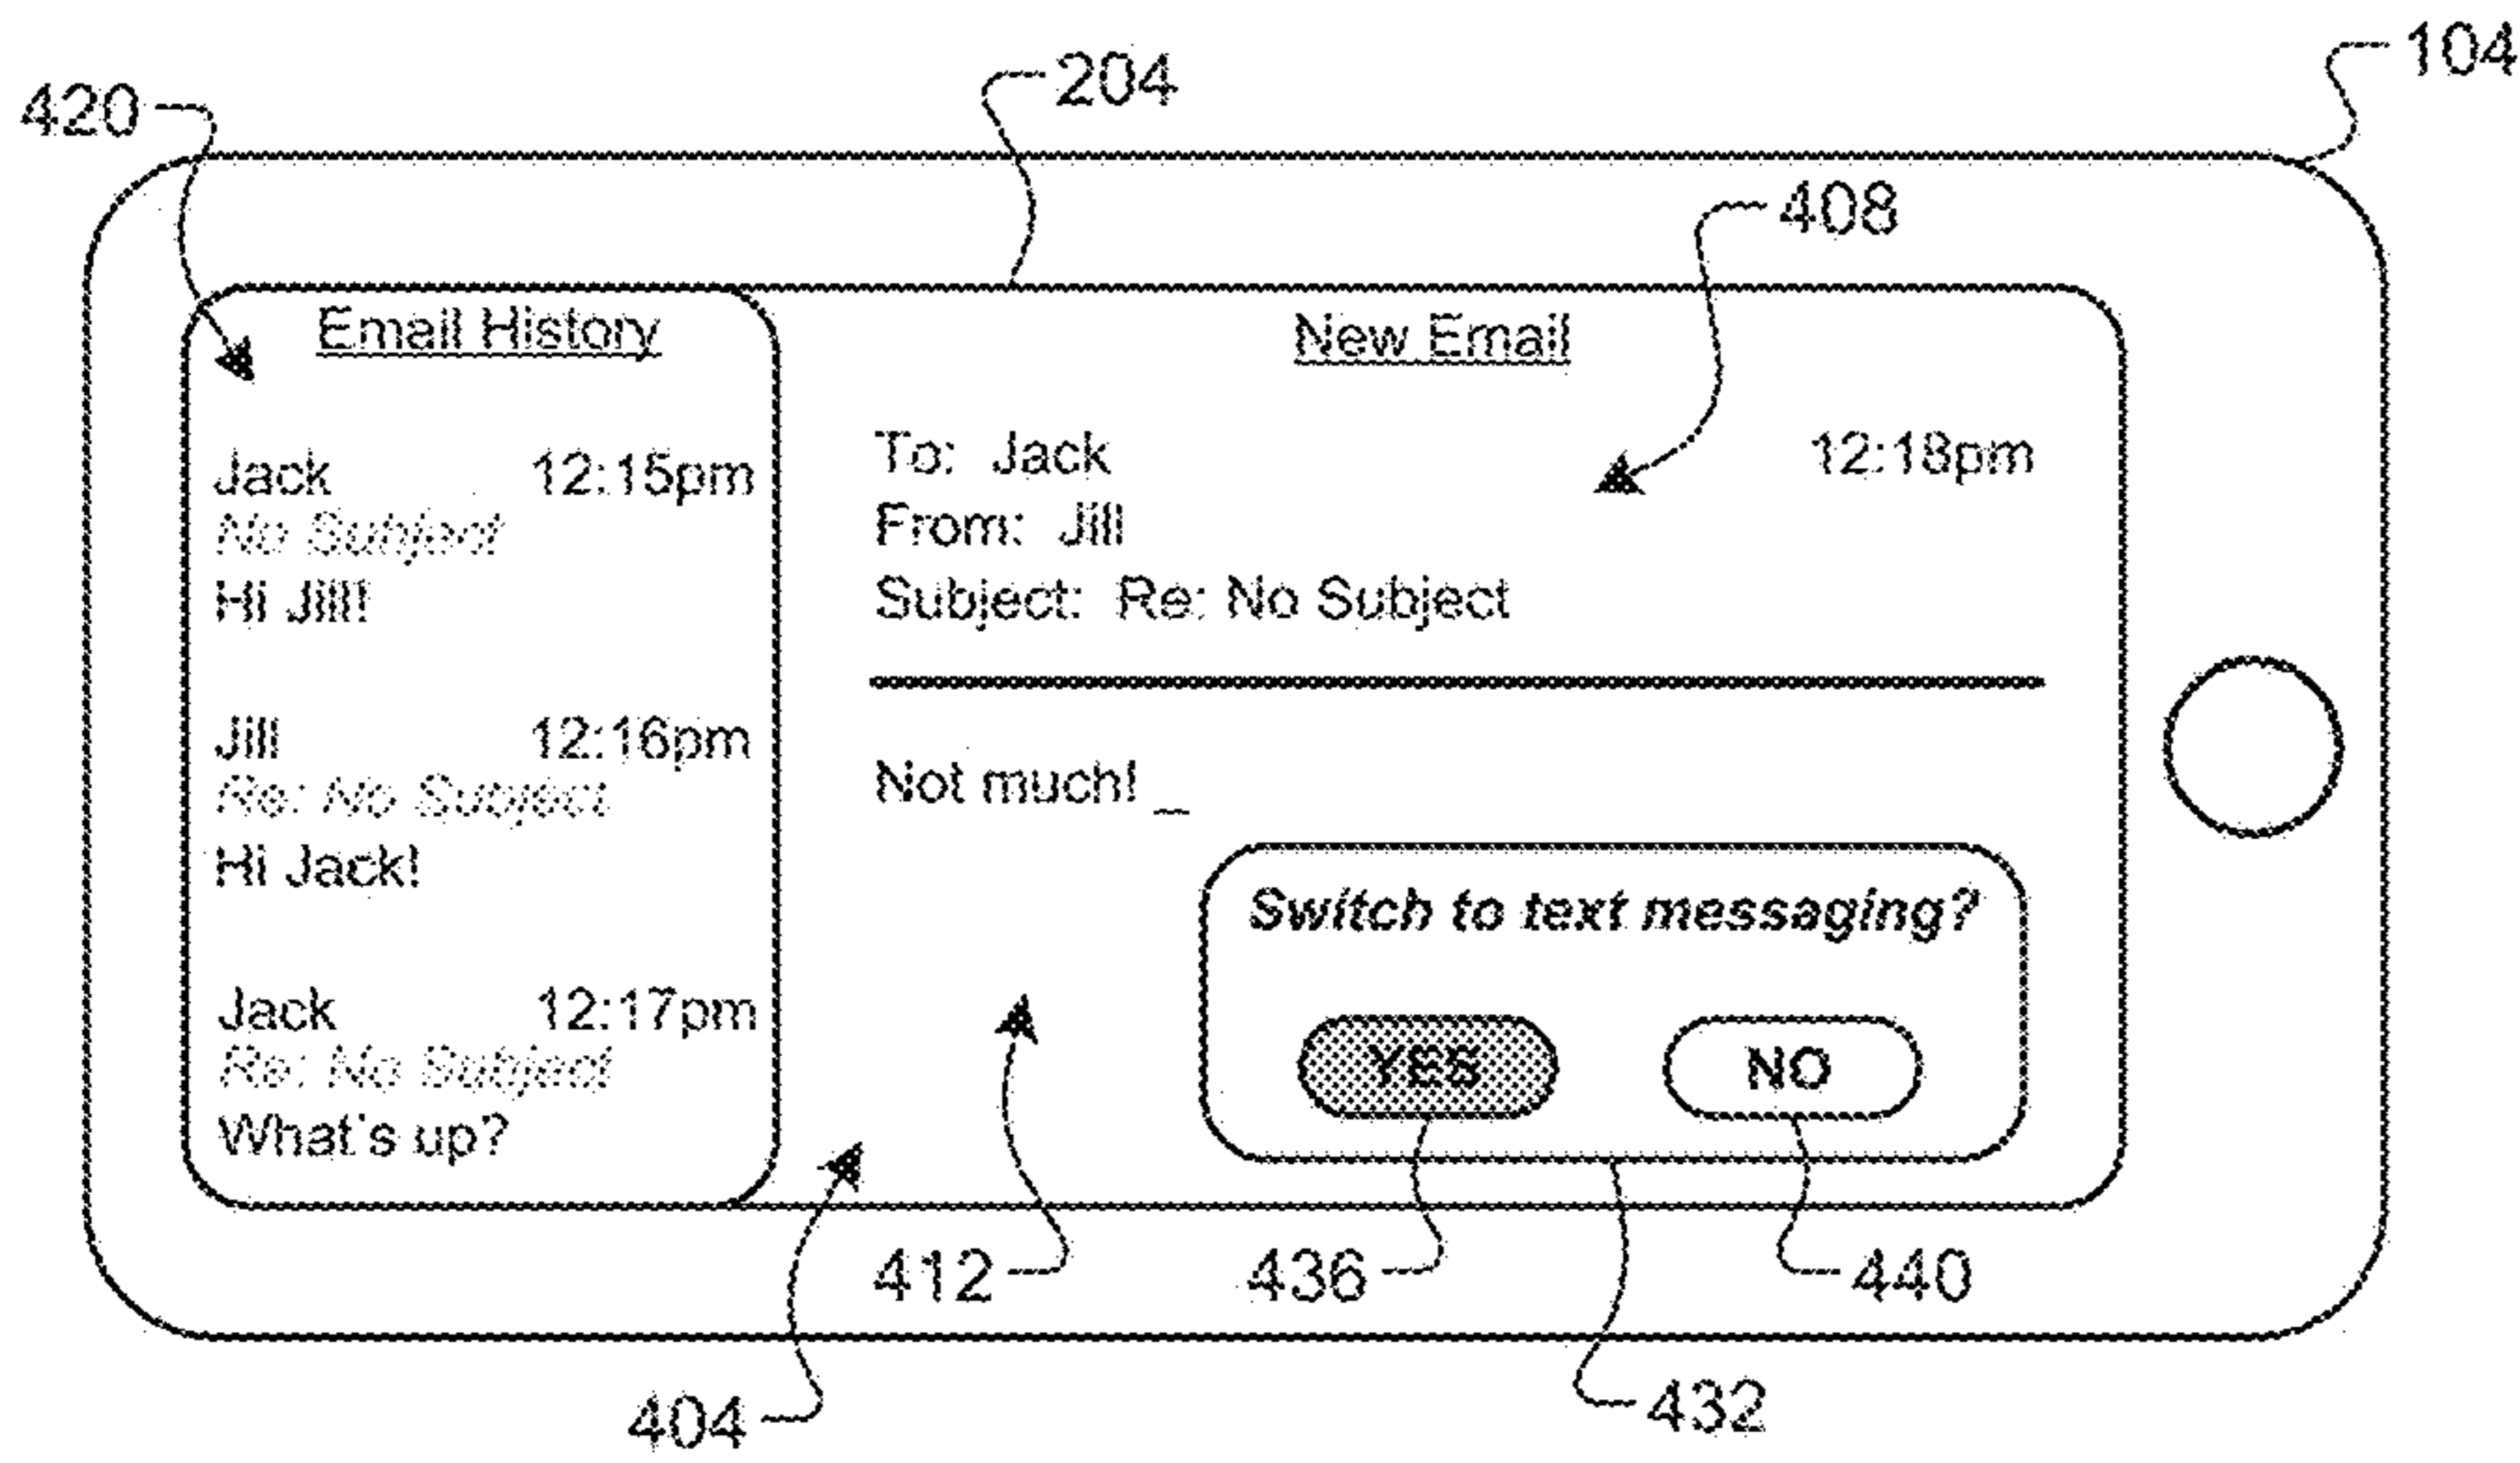 104
204
420
408
Email History
New Email
Jack 12:15pm
No Subject
Hi Jill!
Jill 12:16pm
Re: No Subject
Hi Jack!
Jack 12:17pm
Re: No Subject
What's up?
To: Jack 12:18pm
From: Jill
Subject: Re: No Subject
Not much! _
Switch to text messaging?
YES NO
412 436 440
404 432